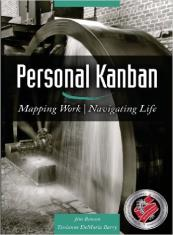 Personal Kanban
Mapping Work | Navigating Life
Jim Benson
Tonianne DeMaria Barry